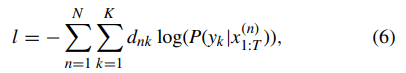 l = − ∑_{n=1}^{N} ∑_{k=1}^{K} d_{nk} log(P(y_k|x_{1:T}^{(n)})), (6)